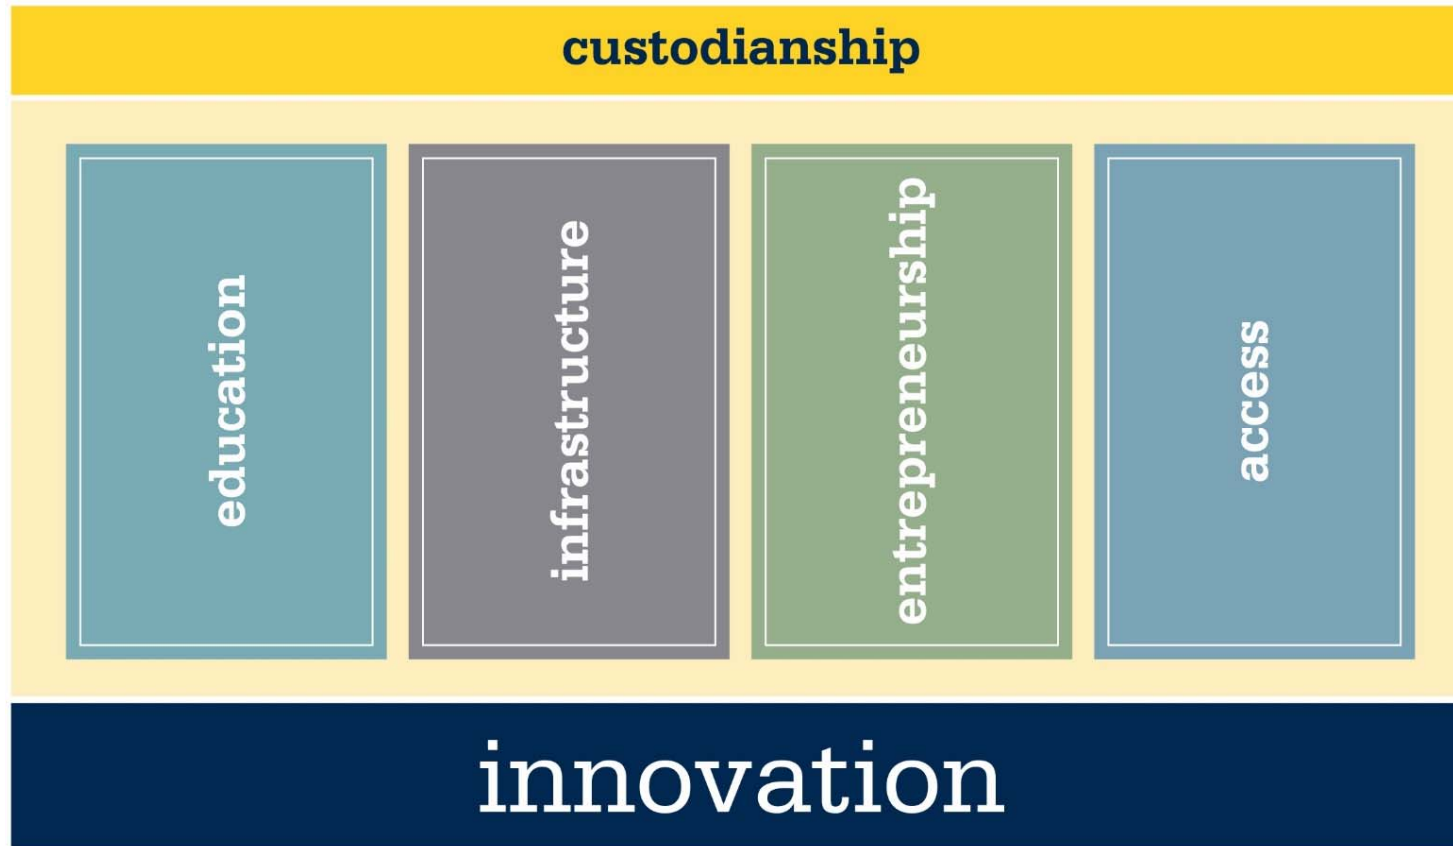 custodianship
education
infrastructure
entrepreneurship
access
innovation